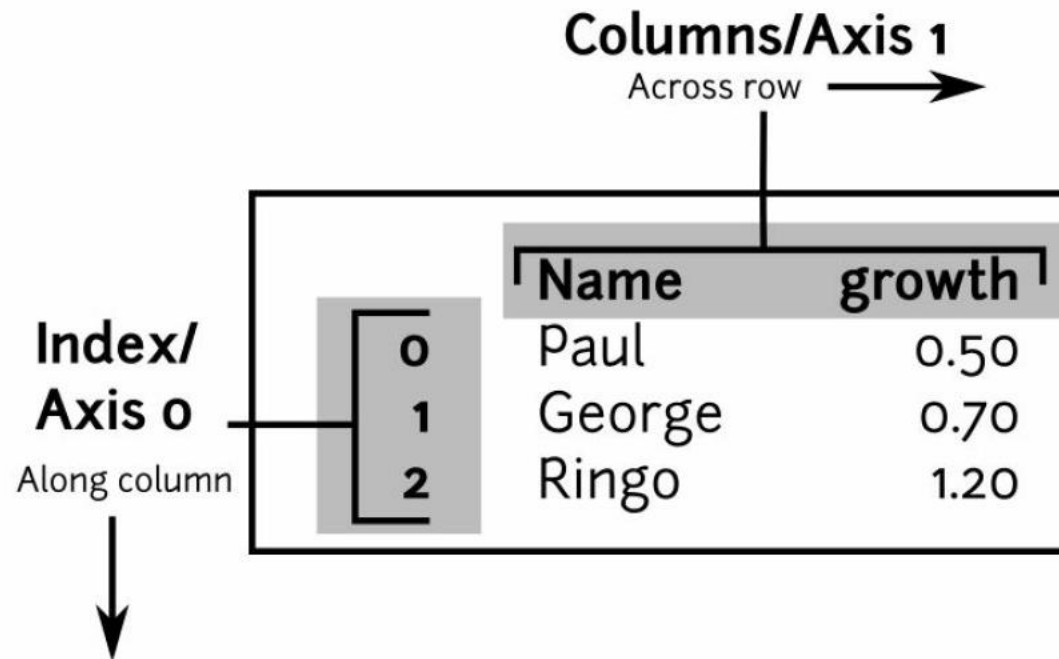 Columns/Axis 1
Across row
Name growth
Index/
Axis 0
Along column
0 Paul 0.50
1 George 0.70
2 Ringo 1.20